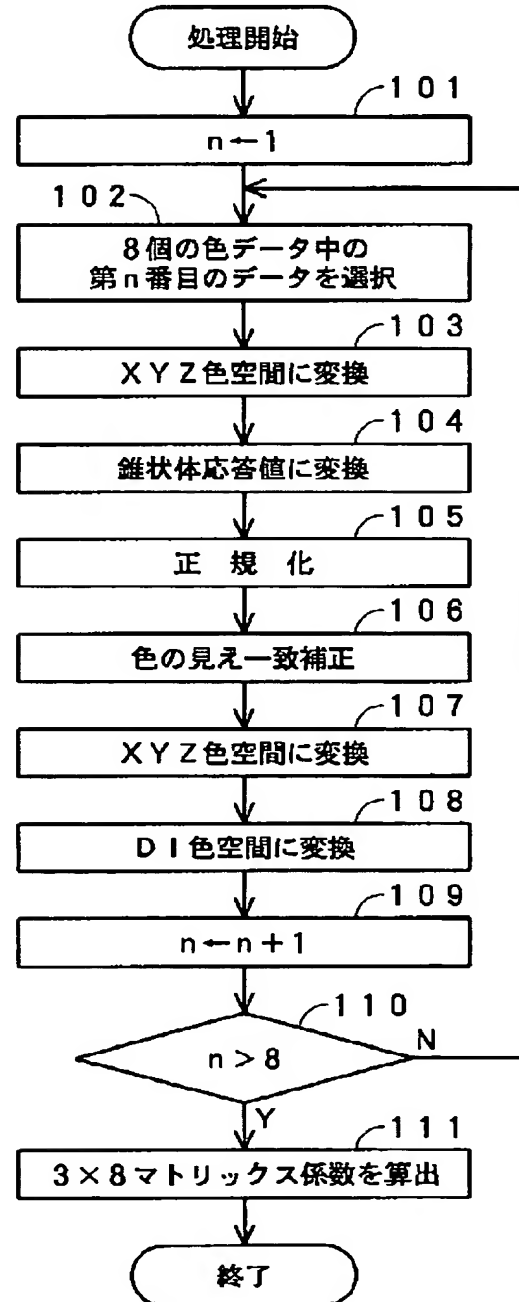 処理開始
101
n←1
102
8個の色データ中の
第n番目のデータを選択
103
XYZ色空間に変換
104
錐状体応答値に変換
105
正 規 化
106
色の見え一致補正
107
XYZ色空間に変換
108
DI色空間に変換
109
n←n+1
110
n>8
N
Y
111
3×8マトリックス係数を算出
終了